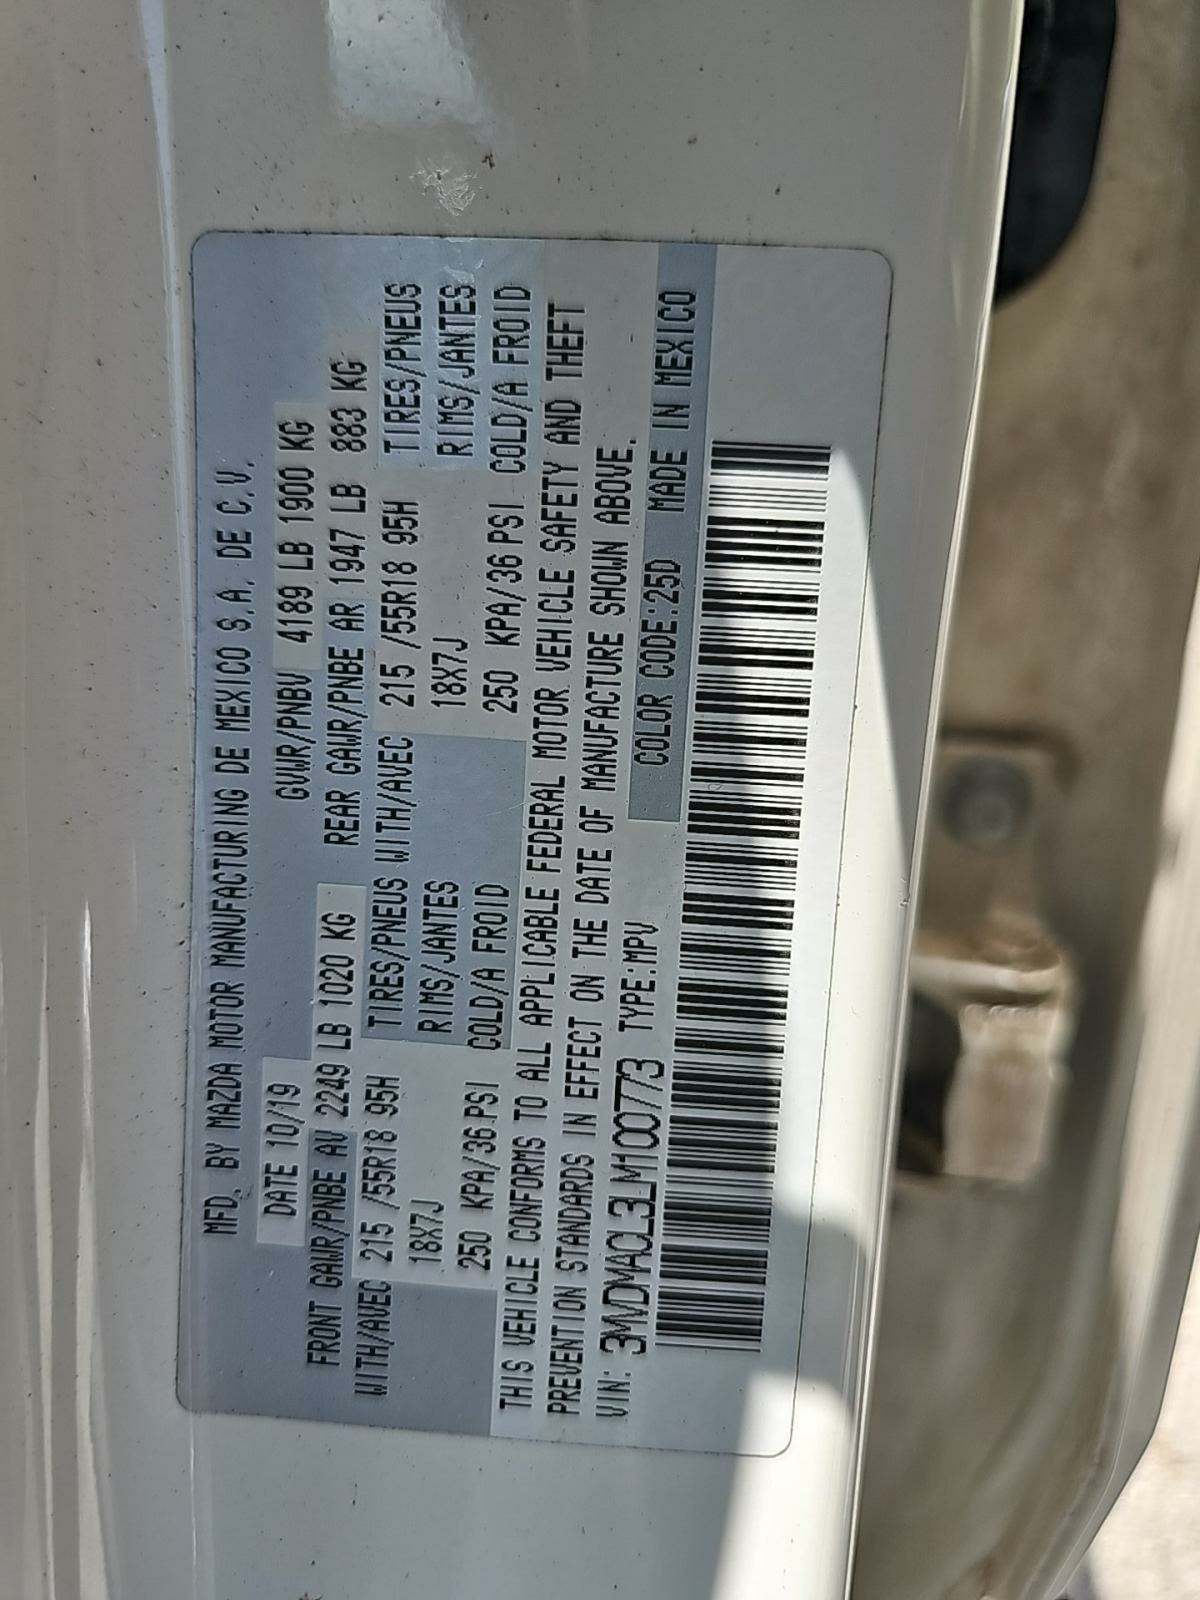 MFD. BY MAZDA MOTOR MANUFACTURING DE MEXICO S.A. DE C.V.
DATE 10/19 GVWR/PNBV 4189 LB 1900 KG
FRONT GAWR/PNBE AV 2249 LB 1020 KG REAR GAWR/PNBE AR 1947 LB 883 KG
WITH/AVEC 215 /55R18 95H TIRES/PNEUS WITH/AVEC 215 /55R18 95H TIRES/PNEUS
18X7J RIMS/JANTES 18X7J RIMS/JANTES
250 KPA/36 PSI COLD/A FROID 250 KPA/36 PSI COLD/A FROID
THIS VEHICLE CONFORMS TO ALL APPLICABLE FEDERAL MOTOR VEHICLE SAFETY AND THEFT
PREVENTION STANDARDS IN EFFECT ON THE DATE OF MANUFACTURE SHOWN ABOVE.
VIN: 3MVDMACL3LM100773 TYPE:MPV COLOR CODE:25D MADE IN MEXICO